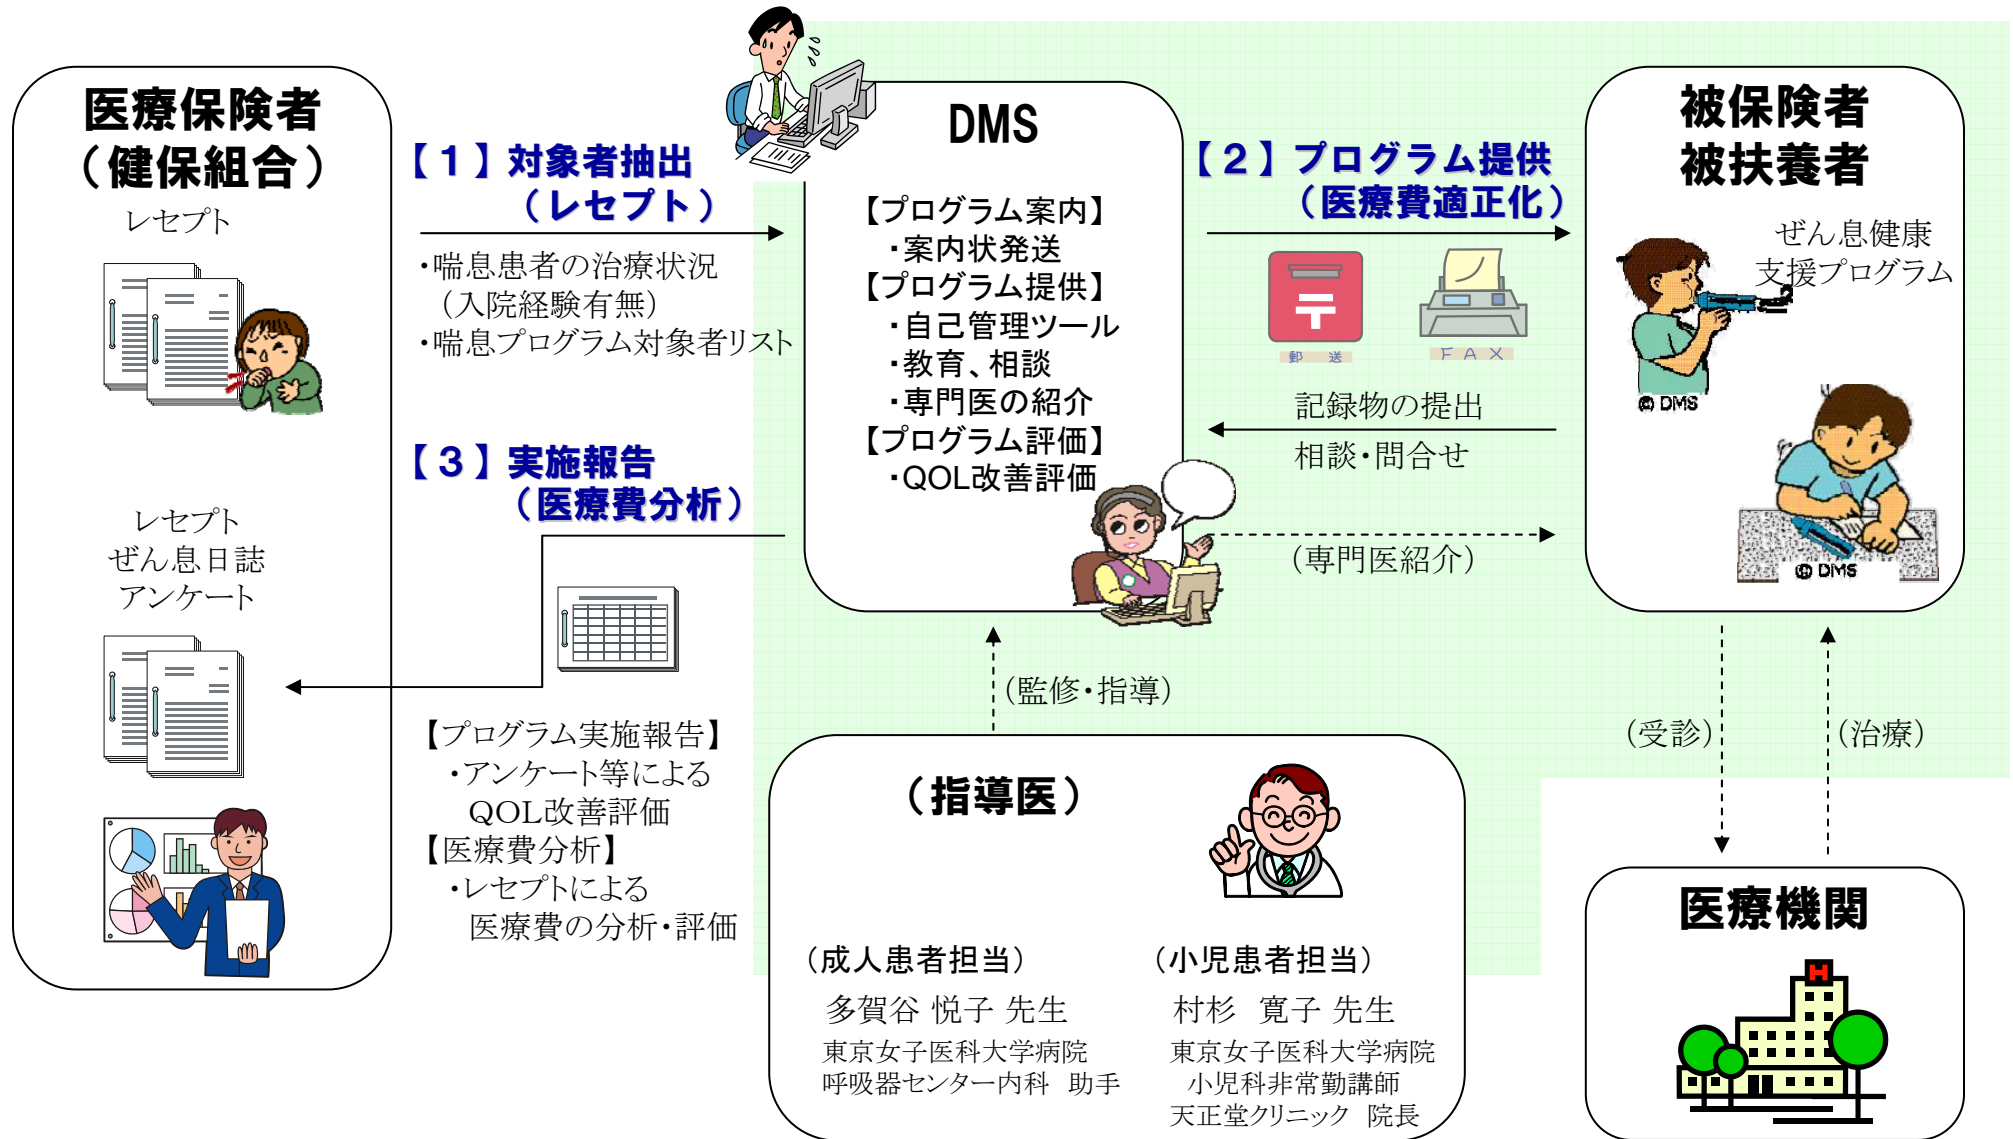 医療保険者
（健保組合）
レセプト
【１】対象者抽出
（レセプト）
・喘息患者の治療状況
（入院経験有無）
・喘息プログラム対象者リスト
【３】実施報告
（医療費分析）
レセプト
ぜん息日誌
アンケート
【プログラム実施報告】
・アンケート等による
QOL改善評価
【医療費分析】
・レセプトによる
医療費の分析・評価
DMS
【プログラム案内】
・案内状発送
【プログラム提供】
・自己管理ツール
・教育、相談
・専門医の紹介
【プログラム評価】
・QOL改善評価
【２】プログラム提供
（医療費適正化）
〒
郵 送
ＦＡＸ
記録物の提出
相談・問合せ
（専門医紹介）
被保険者
被扶養者
ぜん息健康
支援プログラム
© DMS
© DMS
（監修・指導）
（受診）
（治療）
（指導医）
（成人患者担当）
多賀谷 悦子 先生
東京女子医科大学病院
呼吸器センター内科 助手
（小児患者担当）
村杉 寛子 先生
東京女子医科大学病院
小児科非常勤講師
天正堂クリニック 院長
医療機関
H